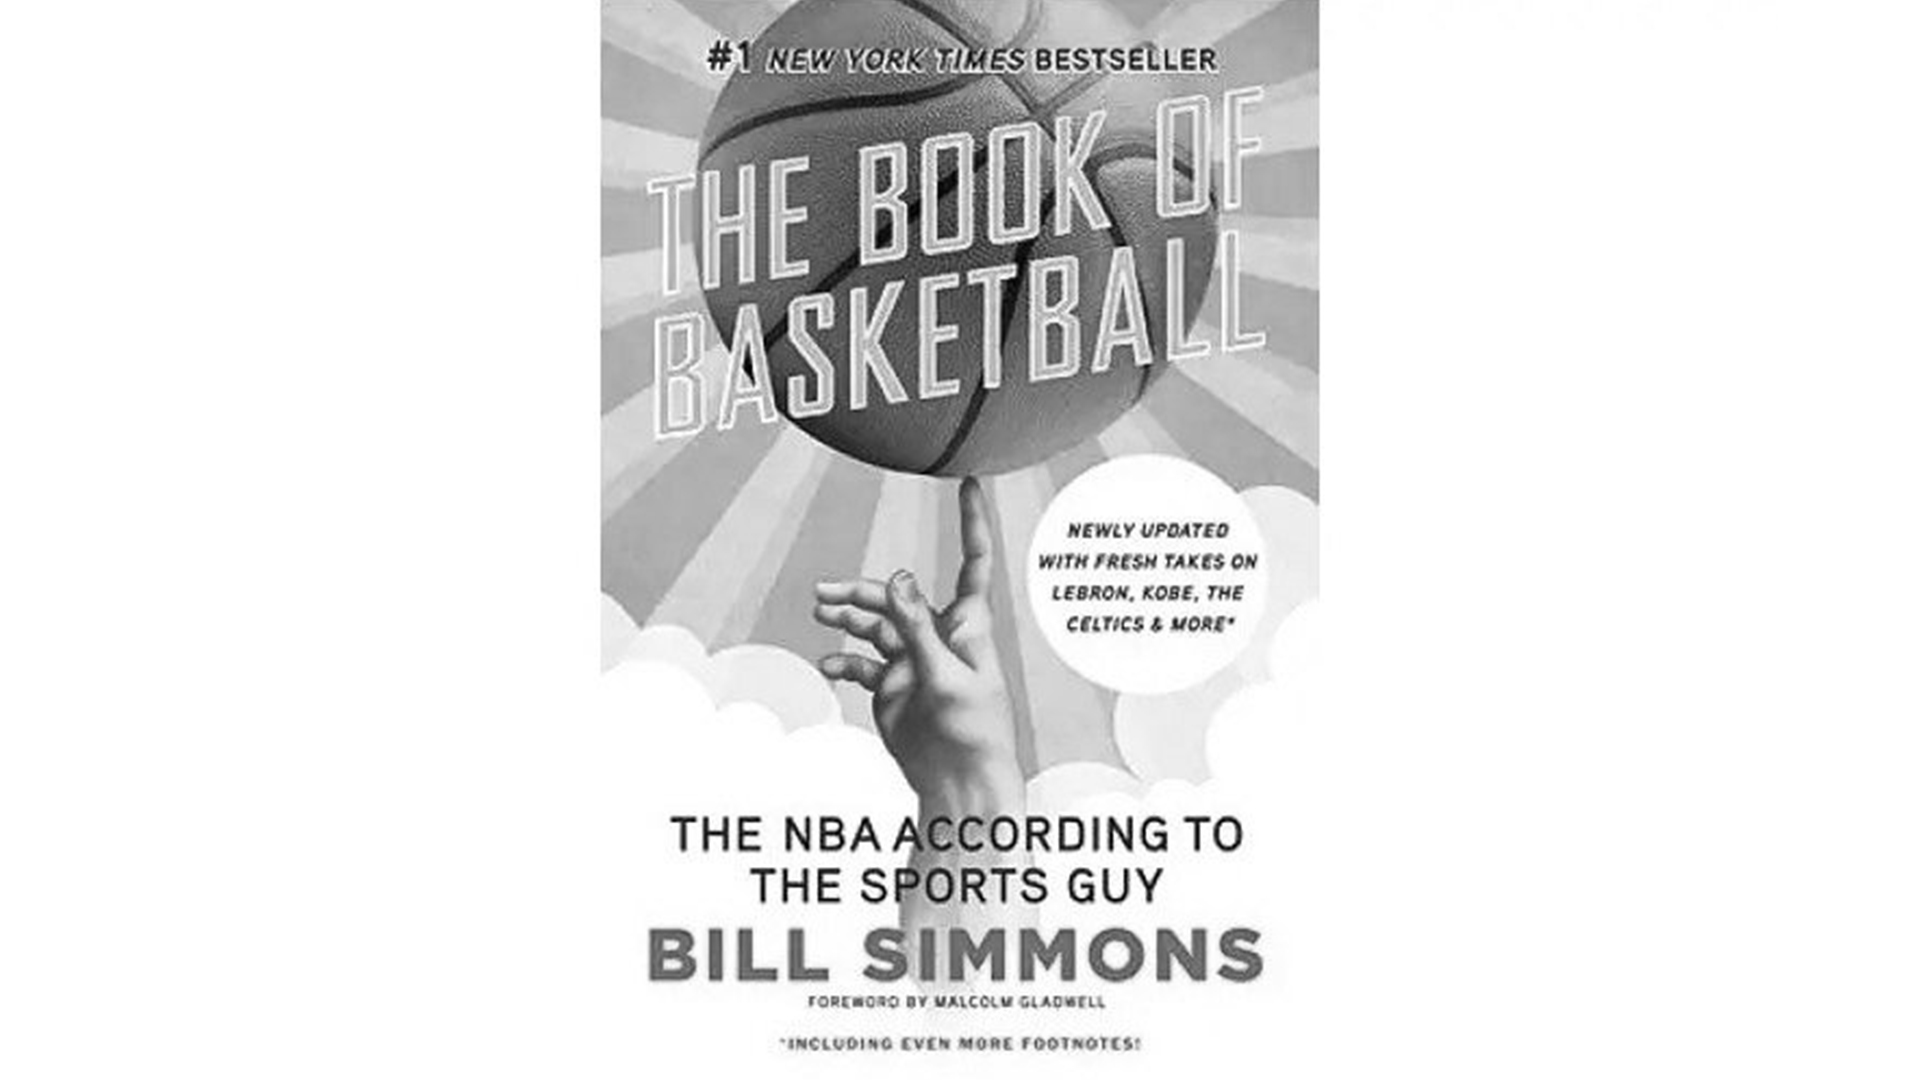 #1 NEW YORK TIMES BESTSELLER
THE BOOK OF
BASKETBALL
NEWLY UPDATED
WITH FRESH TAKES ON
LEBRON, KOBE, THE
CELTICS & MORE*
THE NBA ACCORDING TO
THE SPORTS GUY
BILL SIMMONS
FOREWORD BY MALCOLM GLADWELL
*INCLUDING EVEN MORE FOOTNOTES!